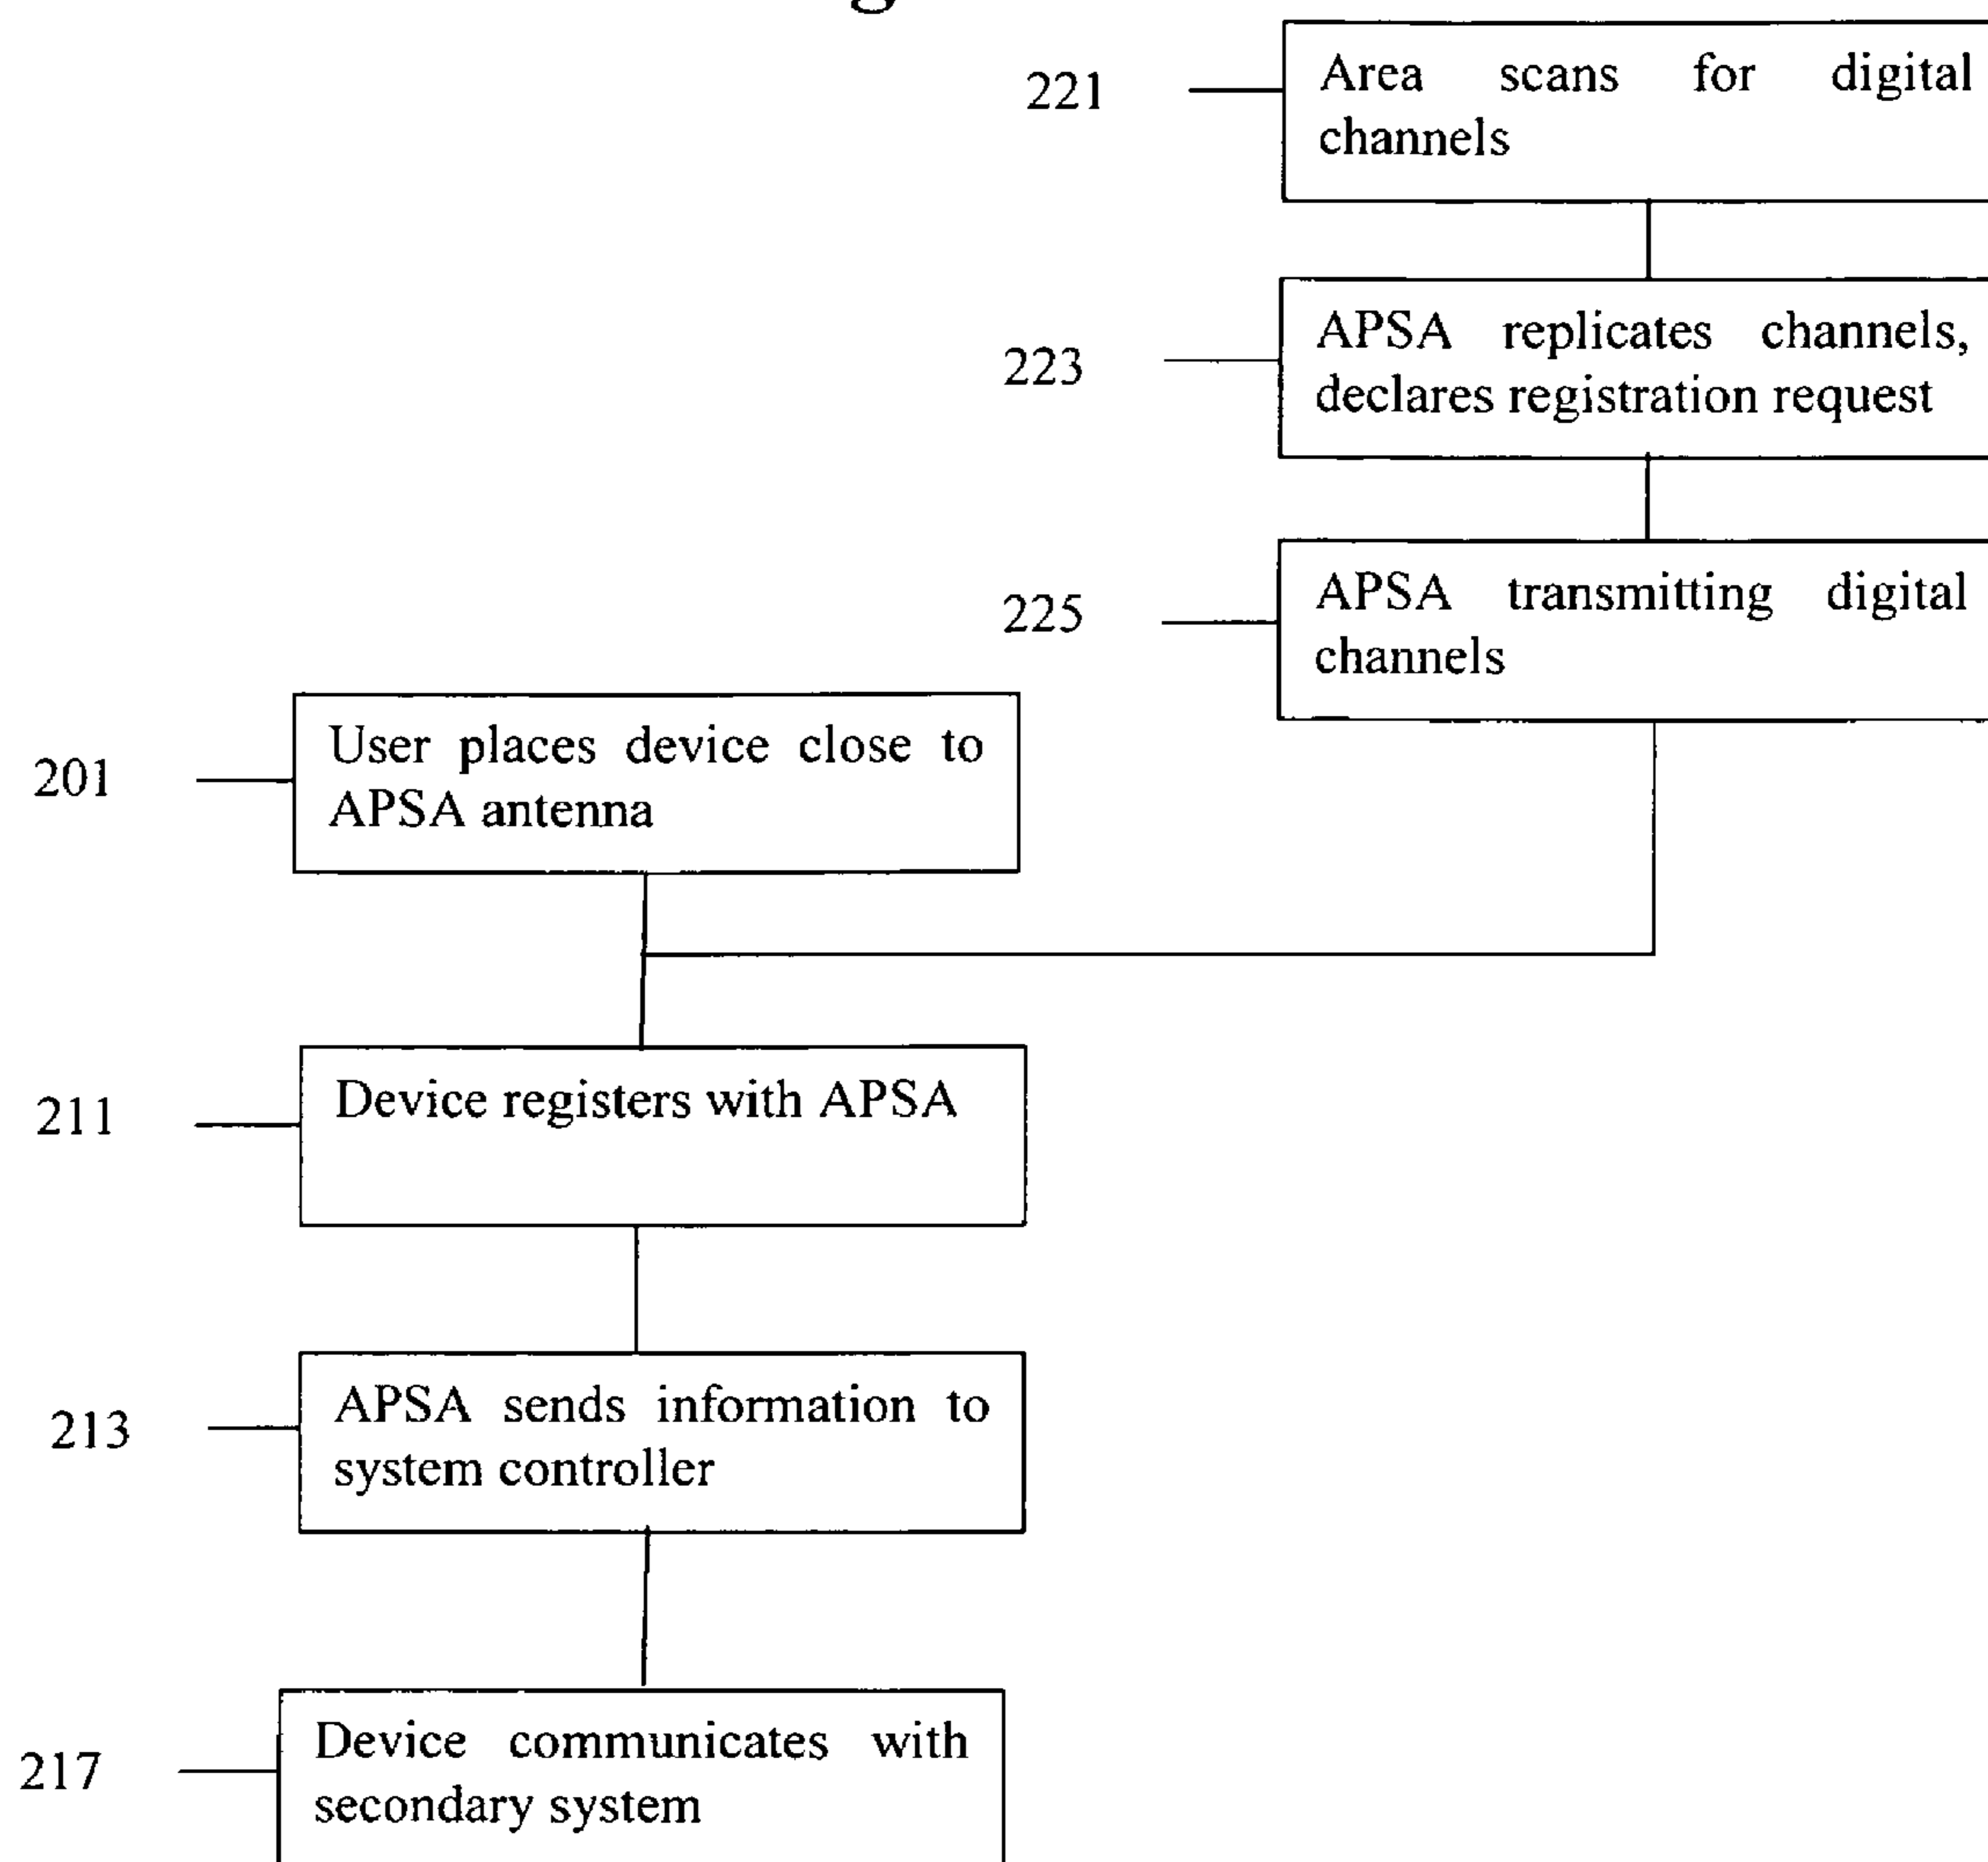 221
Area scans for digital
channels
223
APSA replicates channels,
declares registration request
225
APSA transmitting digital
channels
201
User places device close to
APSA antenna
211
Device registers with APSA
213
APSA sends information to
system controller
217
Device communicates with
secondary system